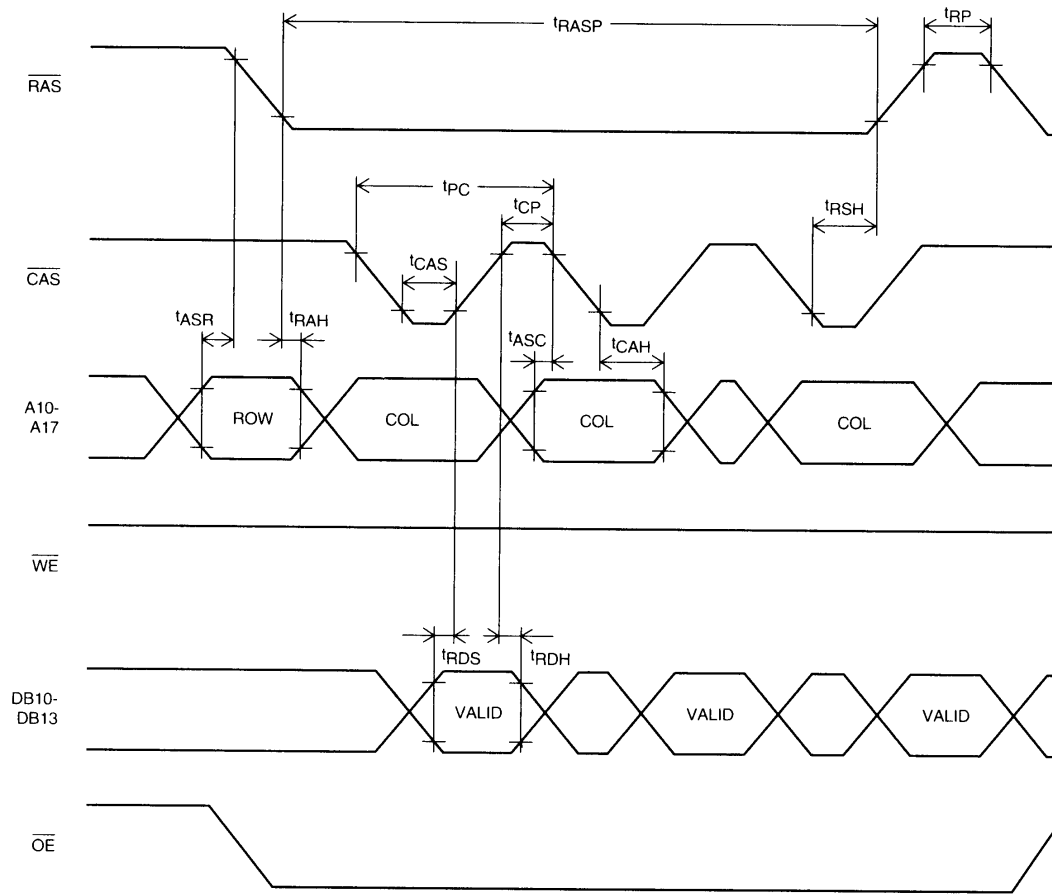 tRASP
tRP
RAS
tPC
tCP
tRSH
CAS
tCAS
tASR
tRAH
tASC
tCAH
A10-
A17
ROW
COL
COL
COL
WE
tRDS
tRDH
DB10-
DB13
VALID
VALID
VALID
OE